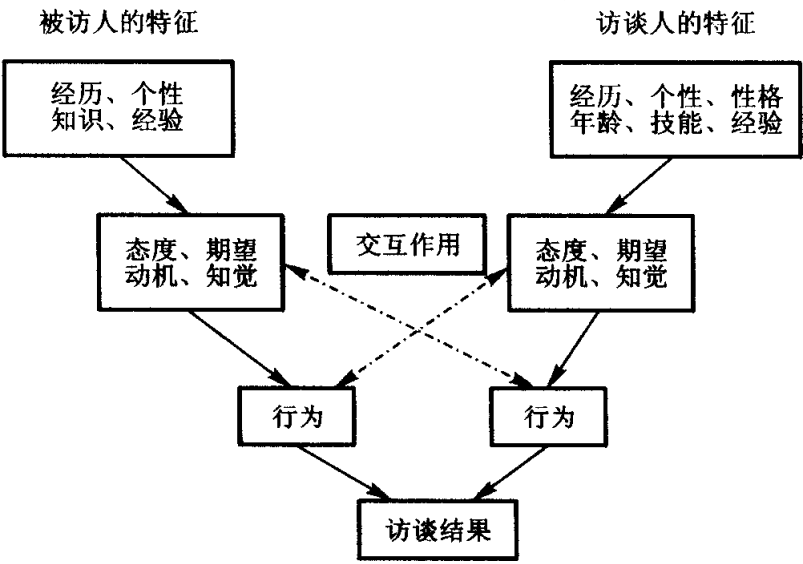 被访人的特征
访谈人的特征
经历、个性
知识、经验
经历、个性、性格
年龄、技能、经验
态度、期望
动机、知觉
交互作用
态度、期望
动机、知觉
行为
行为
访谈结果